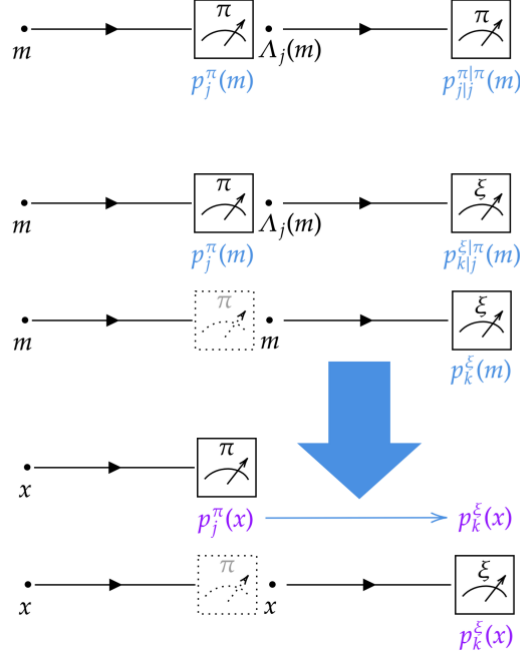 π π
m Λ_j(m)
p_j^π(m) p_{j|j}^{π|π}(m)
π ξ
m Λ_j(m)
p_j^π(m) p_{k|j}^{ξ|π}(m)
π ξ
m m
p_k^ξ(m)
π
x
p_j^π(x) p_k^ξ(x)
π ξ
x x
p_k^ξ(x)